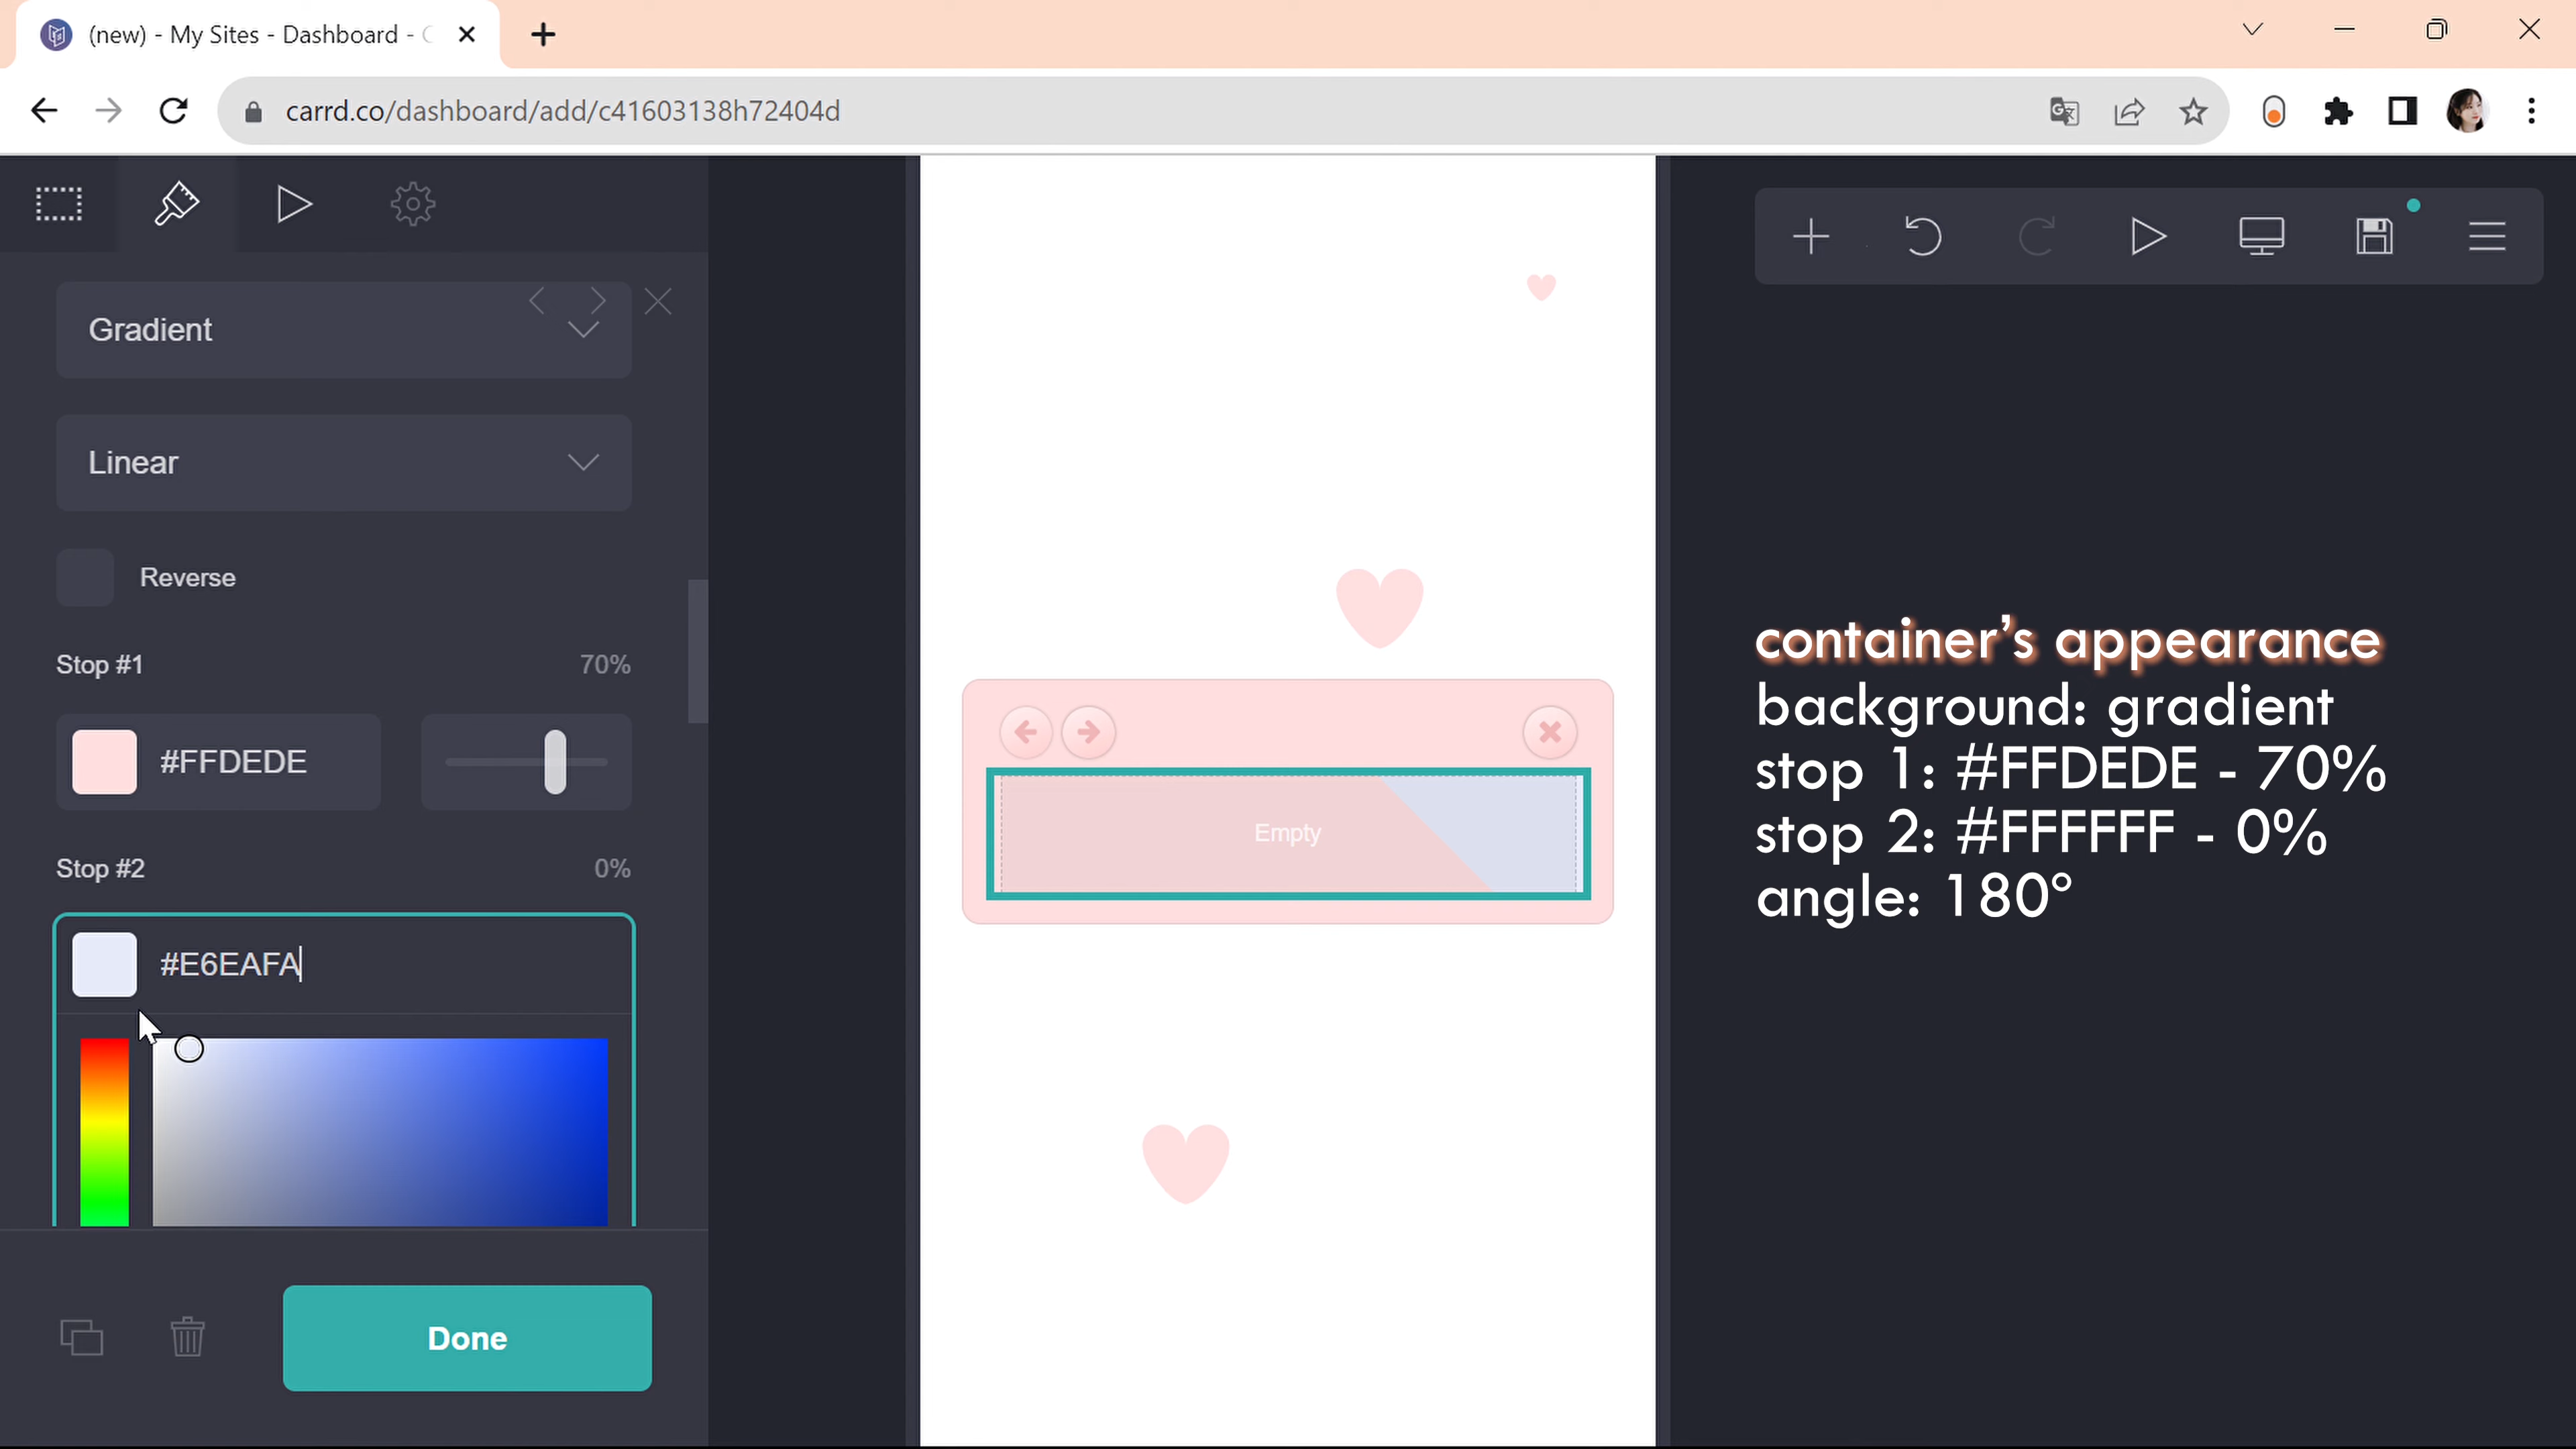 (new) - My Sites - Dashboard -
carrd.co/dashboard/add/c41603138h72404d
Gradient
Linear
Reverse
Stop #1
70%
#FFDEDE
Stop #2
0%
#E6EAFA
Done
Empty
container’s appearance
background: gradient
stop 1: #FFDEDE - 70%
stop 2: #FFFFFF - 0%
angle: 180°